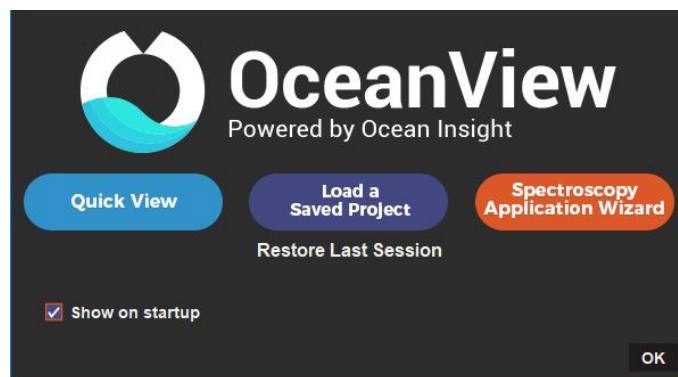 OceanView
Powered by Ocean Insight
Quick View
Load a
Saved Project
Spectroscopy
Application Wizard
Restore Last Session
Show on startup
OK